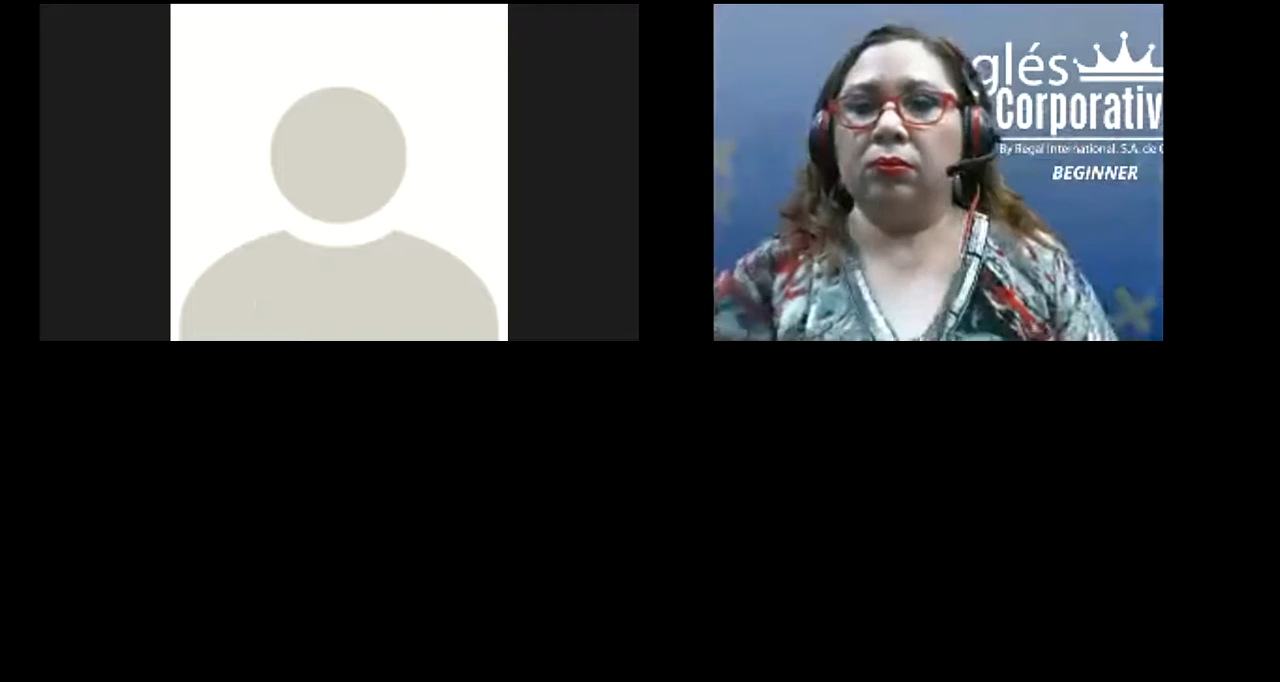 glés
Corporativ
By Regal International, S.A. de C
BEGINNER